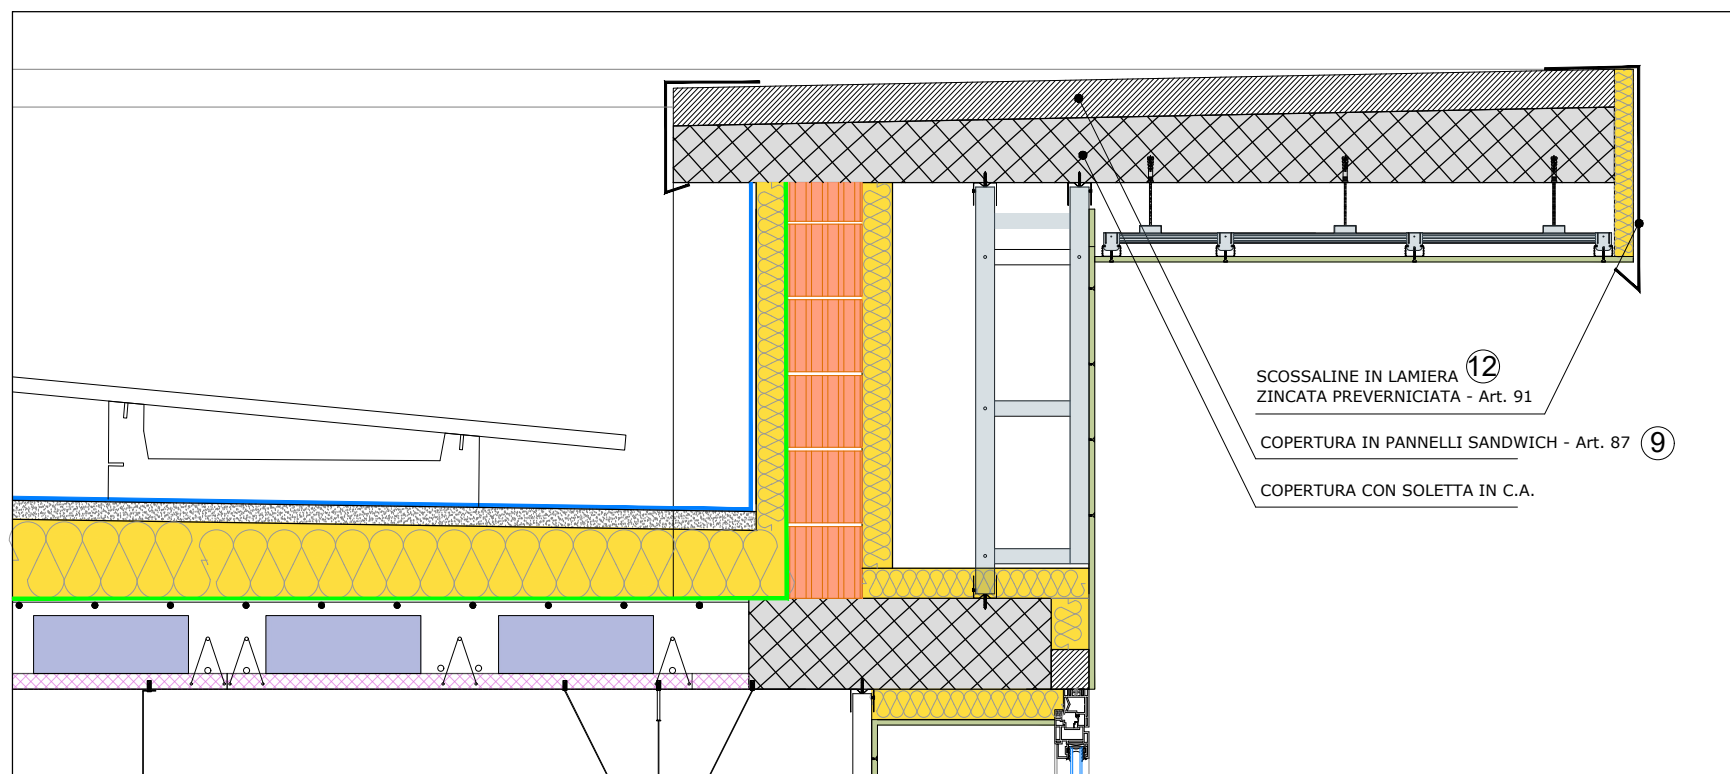 SCOSSALINE IN LAMIERA 12
ZINCATA PREVERNICIATA - Art. 91
COPERTURA IN PANNELLI SANDWICH - Art. 87 9
COPERTURA CON SOLETTA IN C.A.